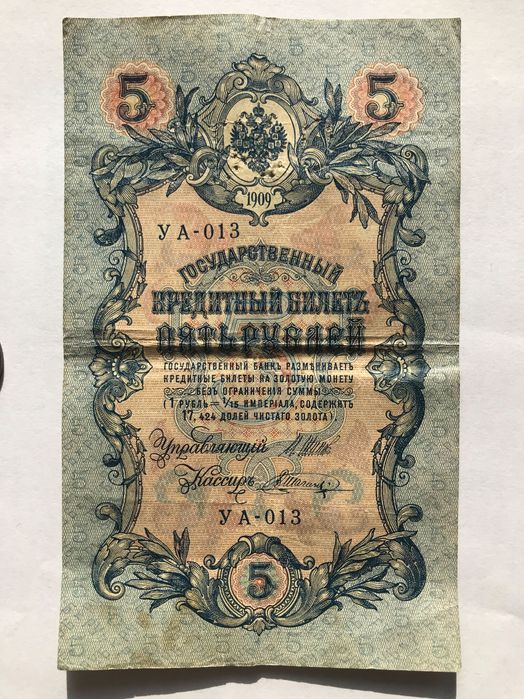 5 5
1909
УА-013
ГОСУДАРСТВЕННЫЙ
КРЕДИТНЫЙ БИЛЕТЪ
ПЯТЬ РУБЛЕЙ
ГОСУДАРСТВЕННЫЙ БАНКЪ РАЗМѢНИВАЕТЪ
КРЕДИТНЫЕ БИЛЕТЫ НА ЗОЛОТУЮ МОНЕТУ
БЕЗЪ ОГРАНИЧЕНІЯ СУММЫ
(1 РУБЛЬ = 1/15 ИМПЕРІАЛА, СОДЕРЖИТЪ
17,424 ДОЛЕЙ ЧИСТАГО ЗОЛОТА).
Управляющій
Кассиръ
УА-013
5